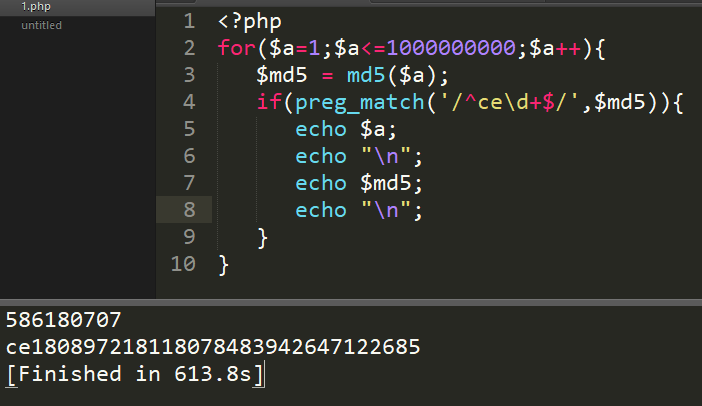 1.php
untitled
1 <?php
2 for($a=1;$a<=1000000000;$a++){
3 $md5 = md5($a);
4 if(preg_match('/^ce\d+$/',$md5)){
5 echo $a;
6 echo "\n";
7 echo $md5;
8 echo "\n";
9 }
10 }
586180707
ce180897218118078483942647122685
[Finished in 613.8s]